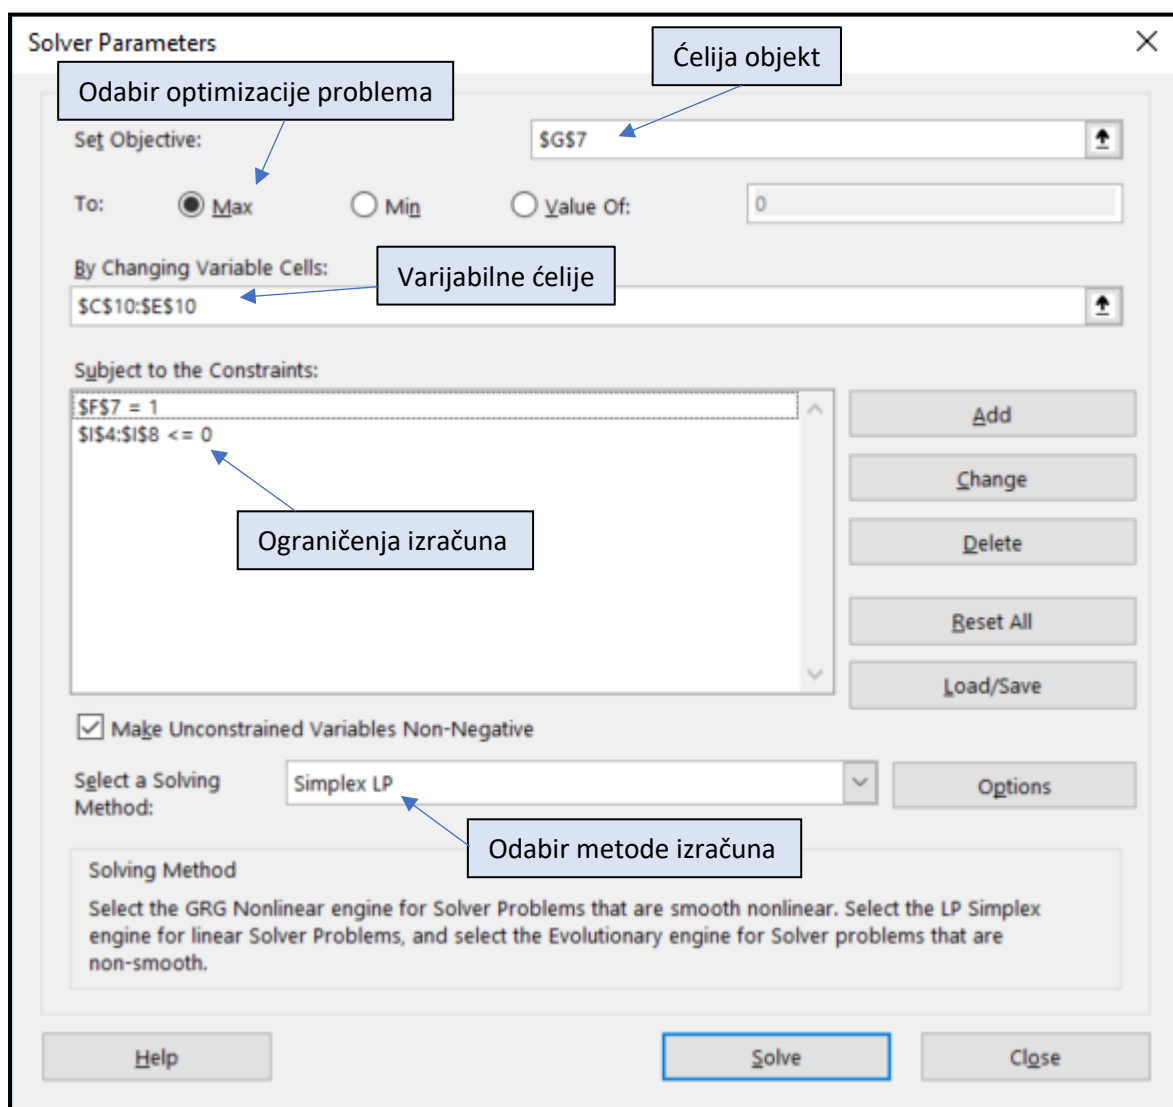 Solver Parameters
Ćelija objekt
Odabir optimizacije problema
Set Objective:
$G$7
To:
Max
Min
Value Of:
0
By Changing Variable Cells:
Varijabilne ćelije
$C$10:$E$10
Subject to the Constraints:
$F$7 = 1
$I$4:$I$8 <= 0
Ograničenja izračuna
Add
Change
Delete
Reset All
Load/Save
Make Unconstrained Variables Non-Negative
Select a Solving
Method:
Simplex LP
Options
Odabir metode izračuna
Solving Method
Select the GRG Nonlinear engine for Solver Problems that are smooth nonlinear. Select the LP Simplex
engine for linear Solver Problems, and select the Evolutionary engine for Solver problems that are
non-smooth.
Help
Solve
Close